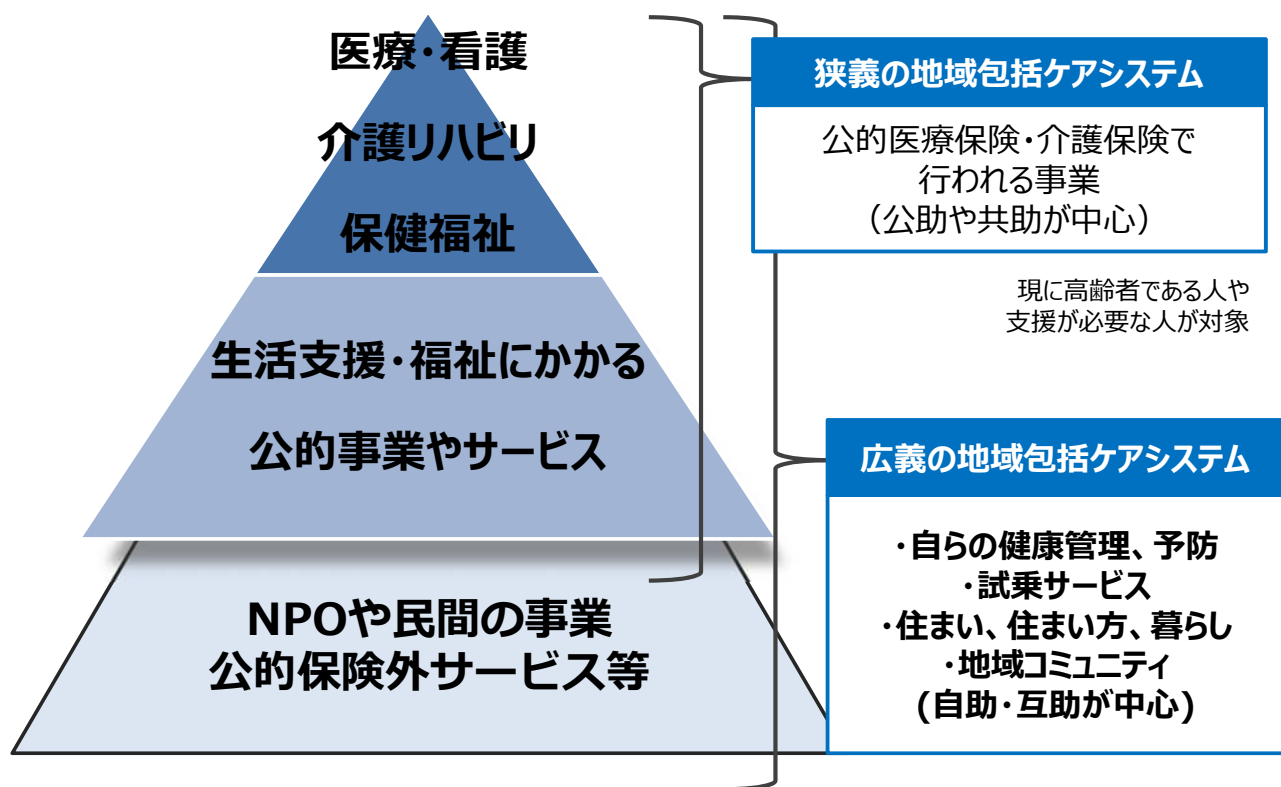 医療・看護
介護リハビリ
保健福祉
生活支援・福祉にかかる
公的事業やサービス
NPOや民間の事業
公的保険外サービス等
狭義の地域包括ケアシステム
公的医療保険・介護保険で
行われる事業
（公助や共助が中心）
現に高齢者である人や
支援が必要な人が対象
広義の地域包括ケアシステム
・自らの健康管理、予防
・試乗サービス
・住まい、住まい方、暮らし
・地域コミュニティ
(自助・互助が中心)